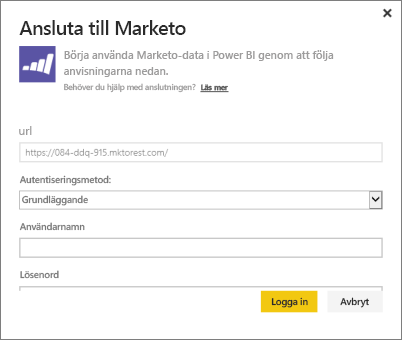 Ansluta till Marketo
Börja använda Marketo-data i Power BI genom att följa
anvisningarna nedan.
Behöver du hjälp med anslutningen? Läs mer
url
https://084-ddq-915.mktorest.com/
Autentiseringsmetod:
Grundläggande
Användarnamn
Lösenord
Logga in
Avbryt